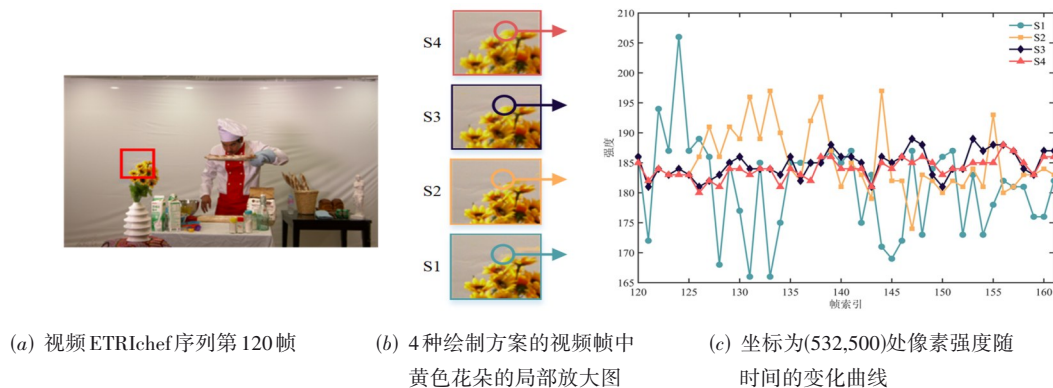 S4
S3
S2
S1
210
205
200
195
190
185
180
175
170
165
强度
120
125
130
135
140
145
150
155
160
帧索引
S1
S2
S3
S4
(a) 视频ETRIchef序列第120帧
(b) 4种绘制方案的视频帧中
黄色花朵的局部放大图
(c) 坐标为(532,500)处像素强度随
时间的变化曲线